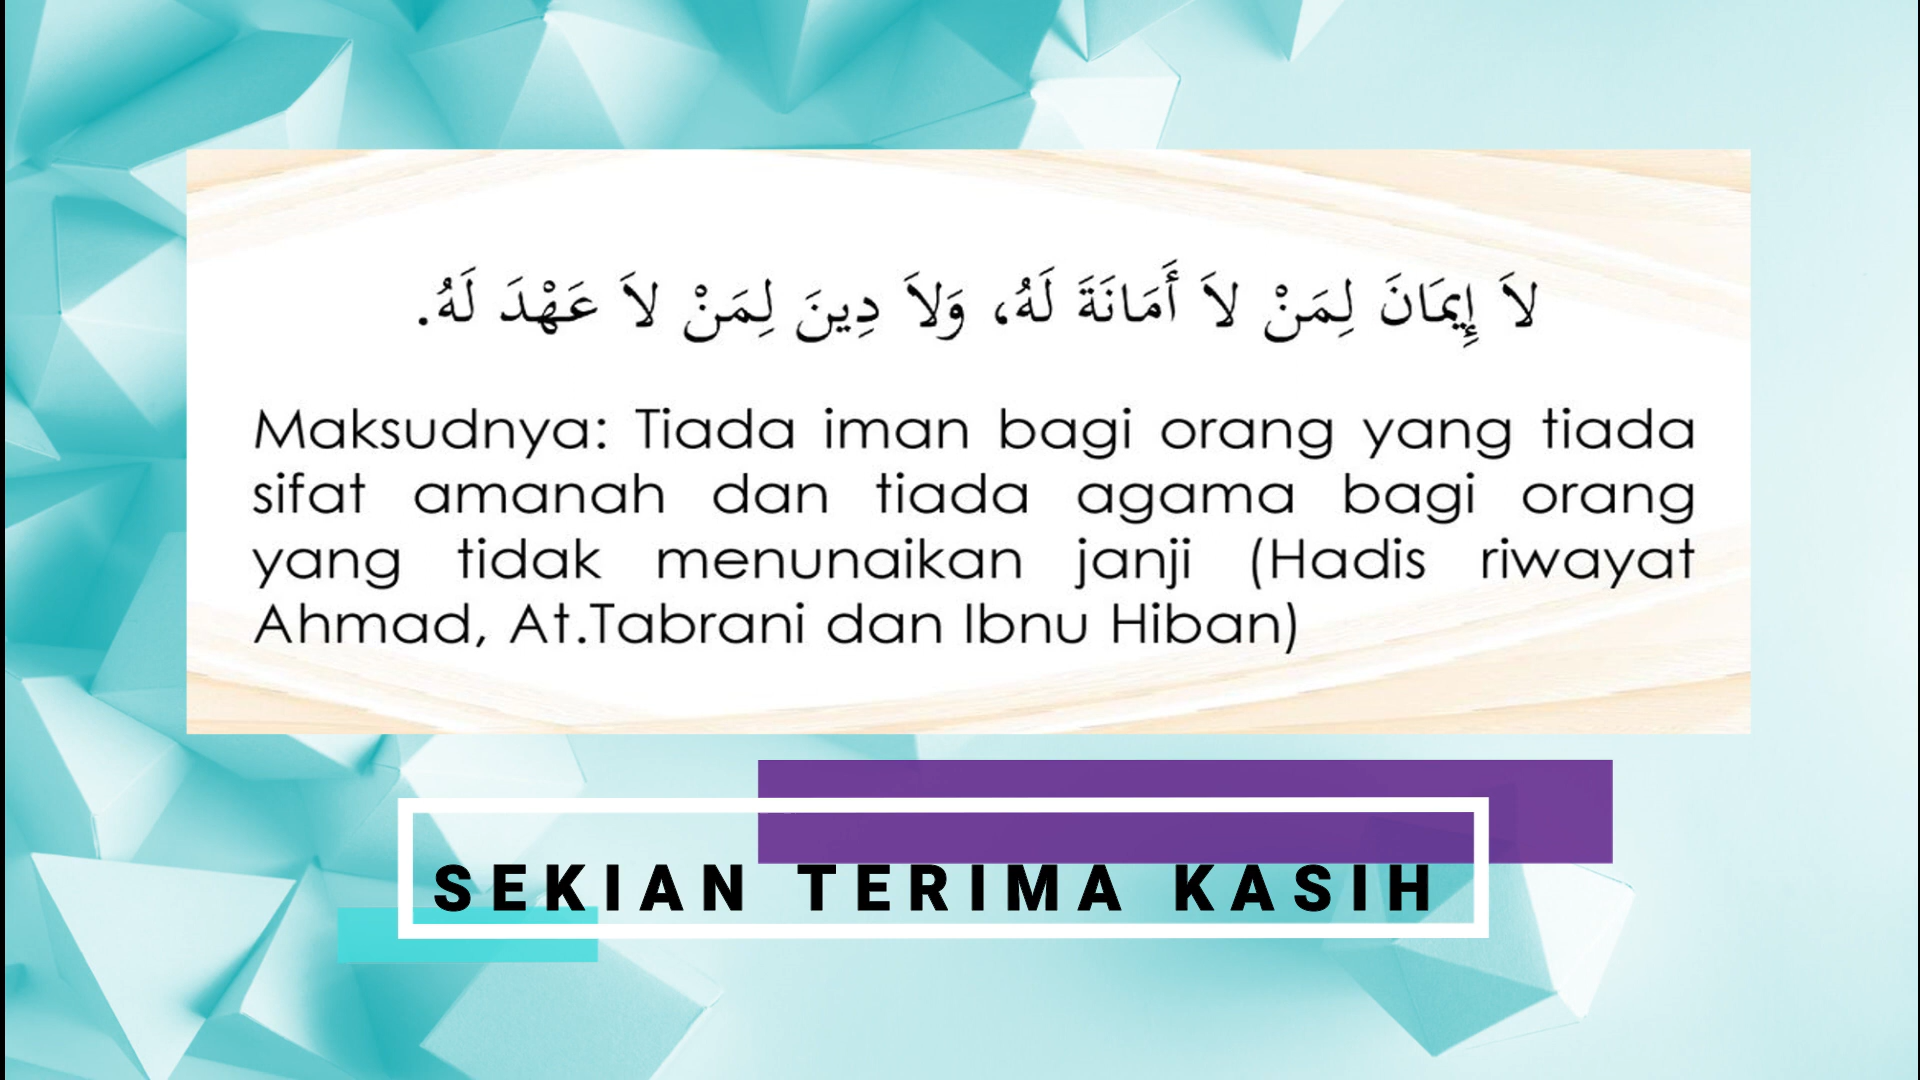 لاَ إِيمَانَ لِمَنْ لاَ أَمَانَةَ لَهُ، وَلاَ دِينَ لِمَنْ لاَ عَهْدَ لَهُ.
Maksudnya: Tiada iman bagi orang yang tiada
sifat amanah dan tiada agama bagi orang
yang tidak menunaikan janji (Hadis riwayat
Ahmad, At.Tabrani dan Ibnu Hiban)
SEKIAN TERIMA KASIH